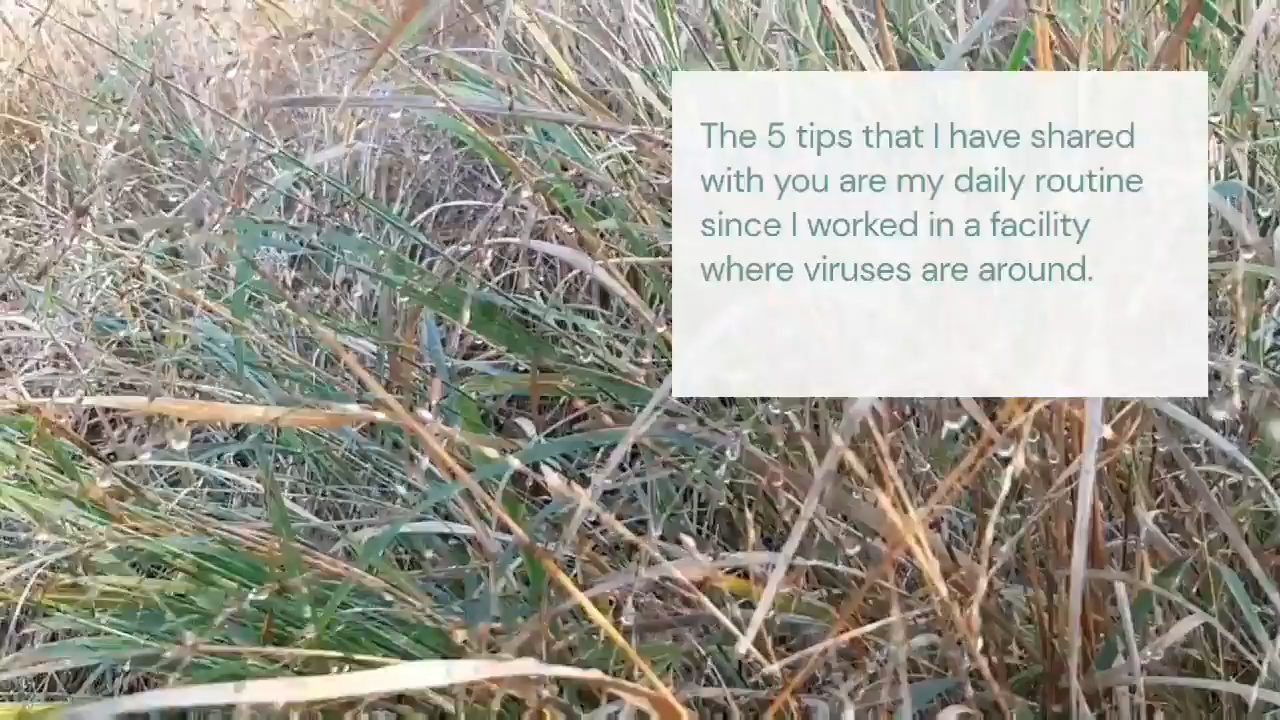 The 5 tips that I have shared
with you are my daily routine
since I worked in a facility
where viruses are around.